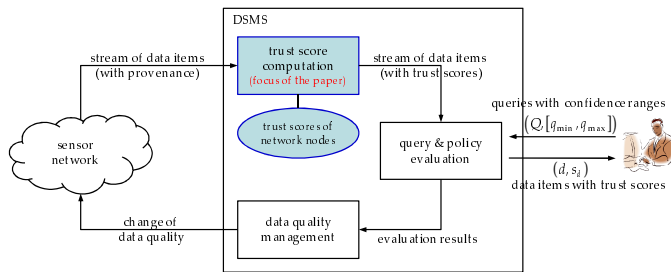 DSMS
stream of data items
(with provenance)
trust score
computation
(focus of the paper)
stream of data items
(with trust scores)
trust scores of
network nodes
queries with confidence ranges
(Q, [q_min, q_max])
sensor
network
query & policy
evaluation
(d, s_d)
data items with trust scores
change of
data quality
data quality
management
evaluation results